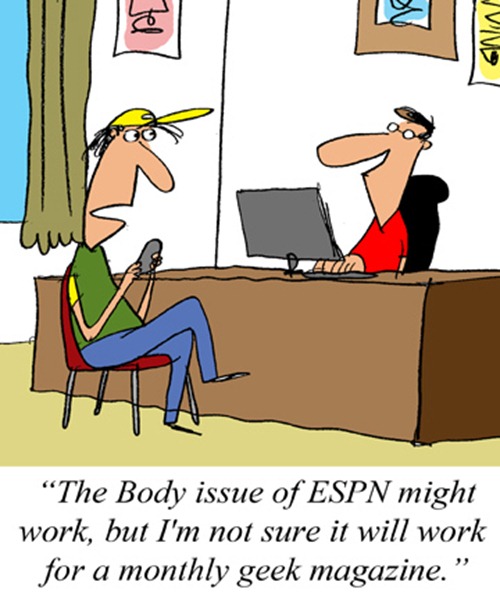 “The Body issue of ESPN might
work, but I'm not sure it will work
for a monthly geek magazine.”